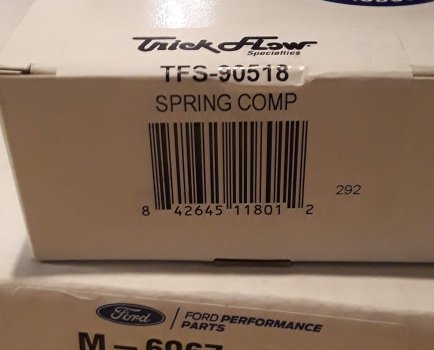 Trick Flow
Specialties
TFS-90518
SPRING COMP
8 42645 11801 2
292
Ford
FORD PERFORMANCE
PARTS